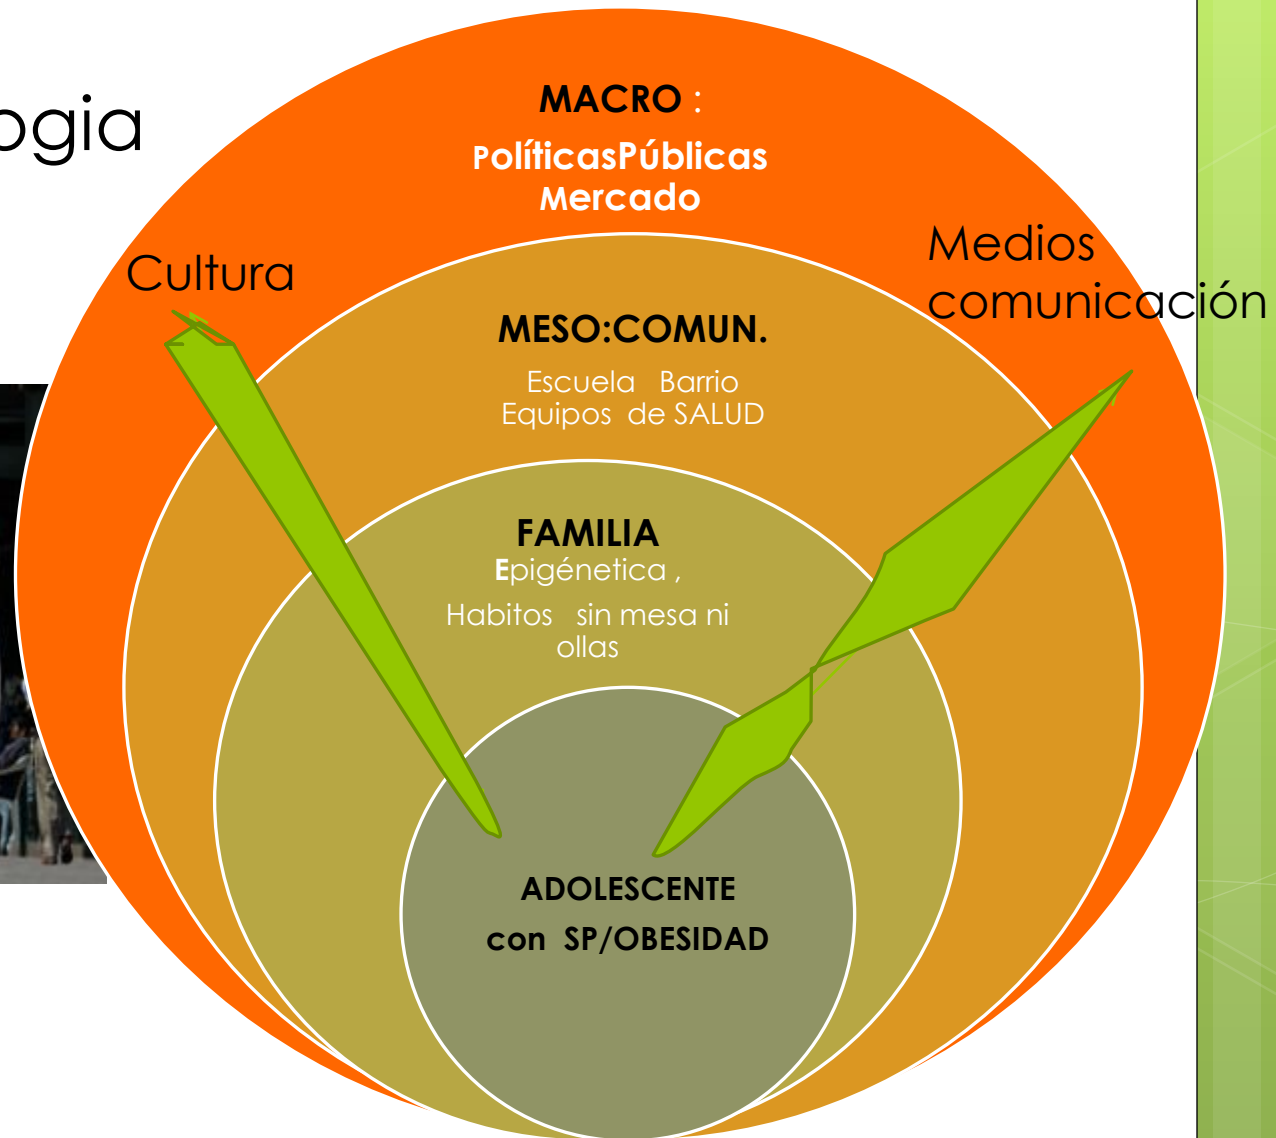 ogia
MACRO :
PolíticasPúblicas
Mercado
Cultura
Medios
comunicación
MESO:COMUN.
Escuela Barrio
Equipos de SALUD
FAMILIA
Epigénetica ,
Habitos sin mesa ni
ollas
ADOLESCENTE
con SP/OBESIDAD